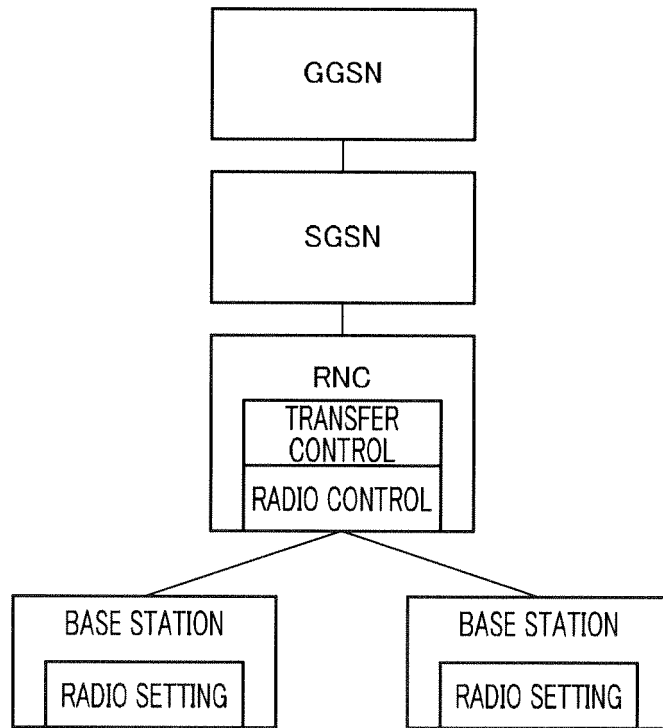 GGSN
SGSN
RNC
TRANSFER
CONTROL
RADIO CONTROL
BASE STATION
RADIO SETTING
BASE STATION
RADIO SETTING